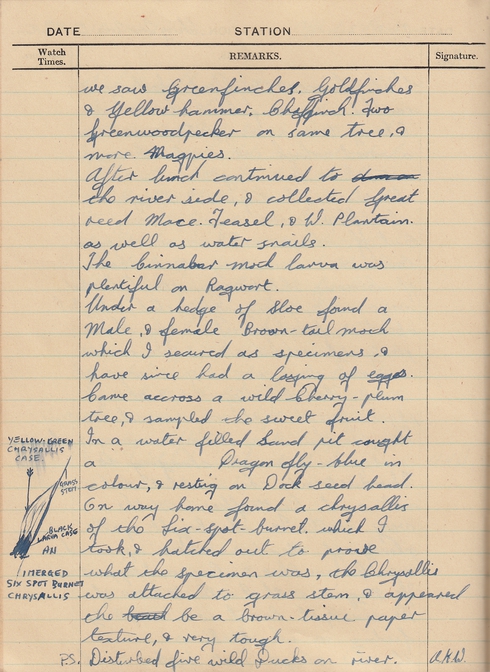 DATE STATION
Watch Times. REMARKS. Signature.
we saw Greenfinches. Goldfinches
& Yellow hammer. Chaffinch. Two
Greenwoodpecker on same tree, &
more. Magpies.
After lunch continued to
the river side, & collected Great
reed Mace. Teasel, & W. Plantain.
as well as water snails.
The Cinnabar moth larva was
plentiful on Ragwort.
Under a hedge of Sloe found a
Male, & female Brown-tail moth
which I secured as specimens, &
have since had a laying of eggs.
Came accross a wild Cherry-plum
tree, & sampled the sweet fruit.
In a water filled Sand pit caught
a Dragon fly-blue in
colour, & resting on Dock seed head.
On way home found a chrysallis
of the Six-spot-burnet. which I
took, & hatched out to prove
what the specimen was, the Chrysallis
was attached to grass stem, & appeared
the be a brown-tissue paper
texture, & very tough.
P.S. Disturbed five wild Ducks on river. A.K.W.
YELLOW-GREEN
CHRYSALLIS
CASE.
GRASS
STEM
BLACK
LARVA CASE
AN
IMERGED
SIX SPOT BURNET
CHRYSALLIS